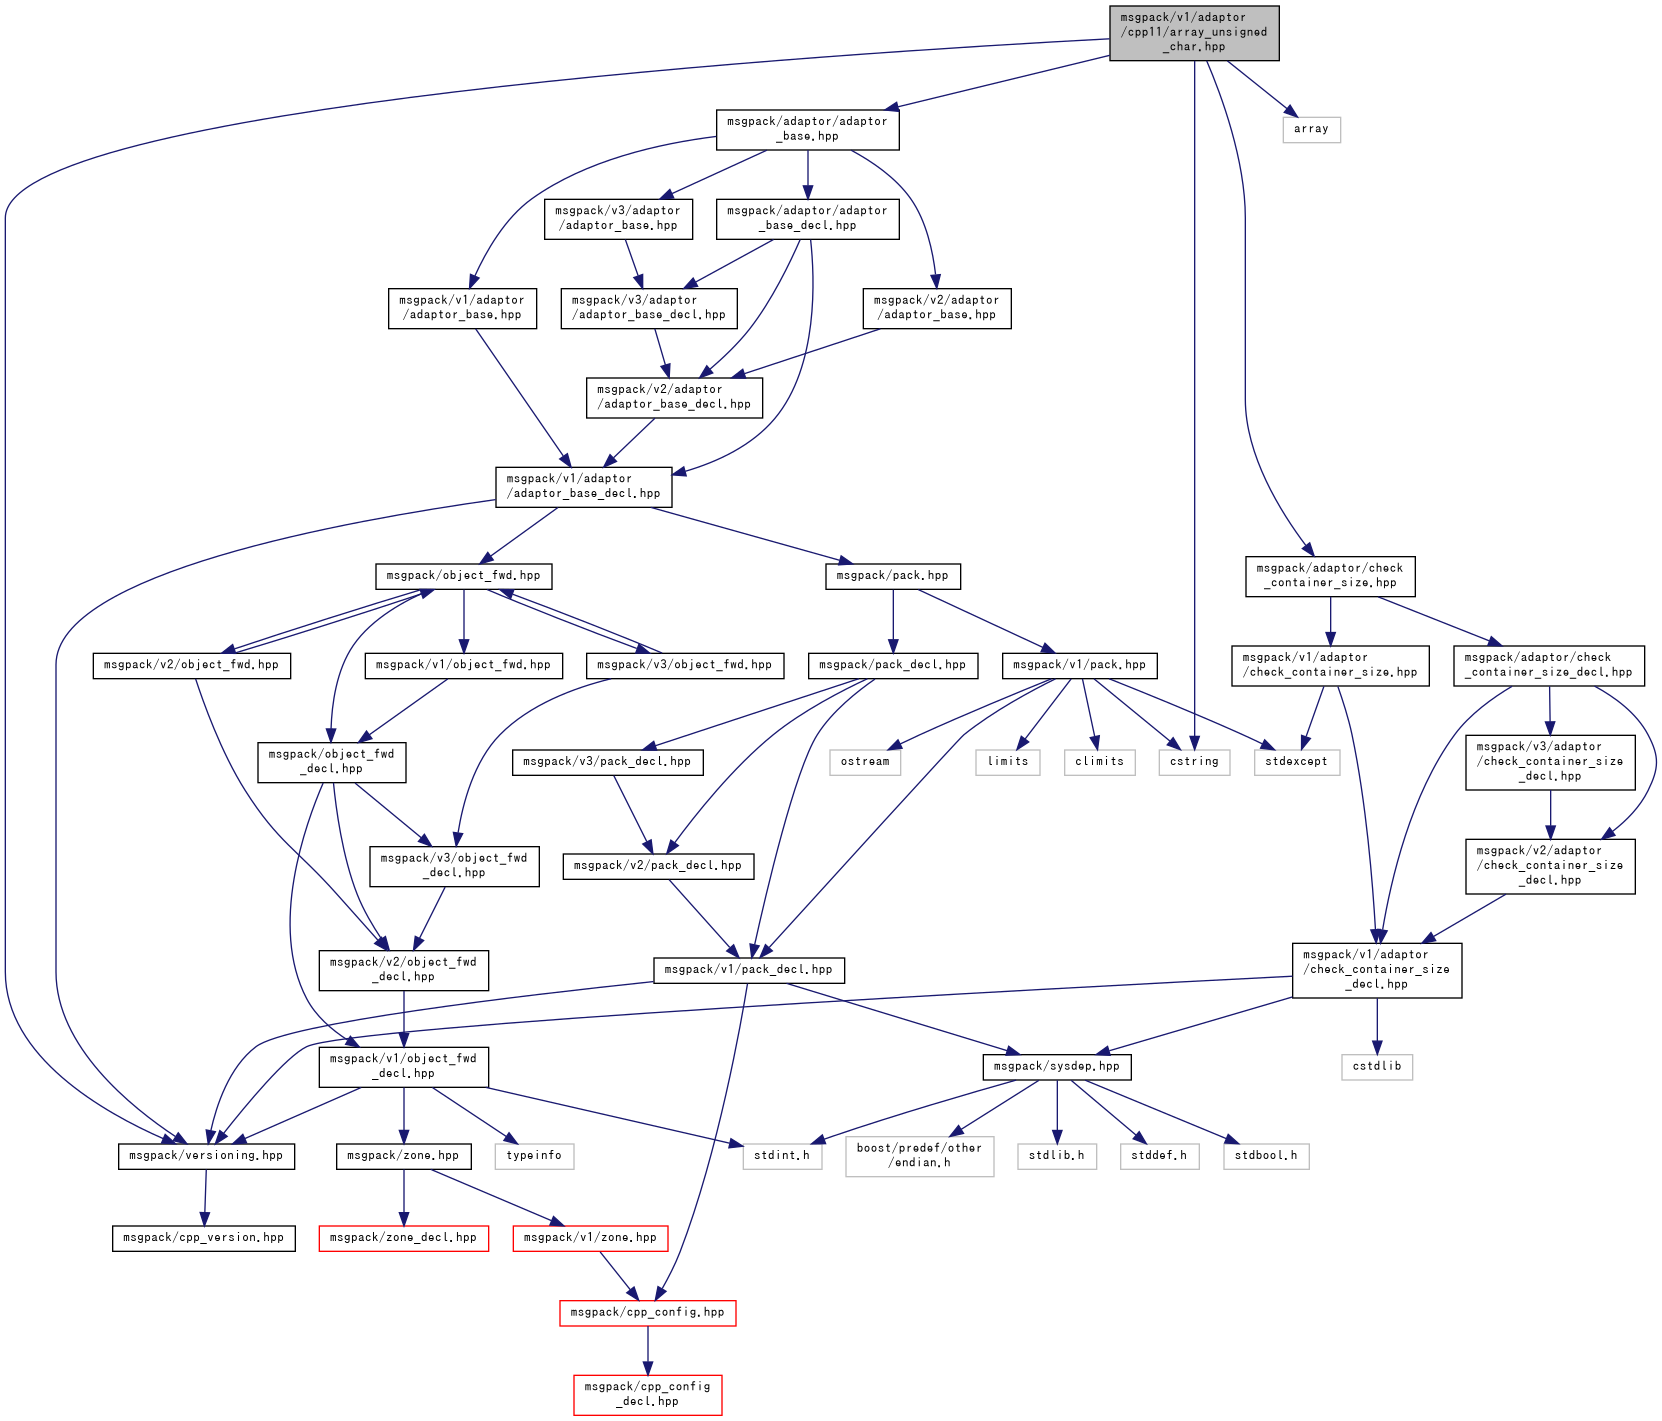 msgpack/v1/adaptor
/cpp11/array_unsigned
_char.hpp
msgpack/adaptor/adaptor
_base.hpp
array
msgpack/v3/adaptor
/adaptor_base.hpp
msgpack/adaptor/adaptor
_base_decl.hpp
msgpack/v1/adaptor
/adaptor_base.hpp
msgpack/v3/adaptor
/adaptor_base_decl.hpp
msgpack/v2/adaptor
/adaptor_base.hpp
msgpack/v2/adaptor
/adaptor_base_decl.hpp
msgpack/v1/adaptor
/adaptor_base_decl.hpp
msgpack/object_fwd.hpp
msgpack/pack.hpp
msgpack/adaptor/check
_container_size.hpp
msgpack/v2/object_fwd.hpp
msgpack/v1/object_fwd.hpp
msgpack/v3/object_fwd.hpp
msgpack/pack_decl.hpp
msgpack/v1/pack.hpp
msgpack/v1/adaptor
/check_container_size.hpp
msgpack/adaptor/check
_container_size_decl.hpp
msgpack/object_fwd
_decl.hpp
msgpack/v3/pack_decl.hpp
ostream
limits
climits
cstring
stdexcept
msgpack/v3/adaptor
/check_container_size
_decl.hpp
msgpack/v3/object_fwd
_decl.hpp
msgpack/v2/pack_decl.hpp
msgpack/v2/adaptor
/check_container_size
_decl.hpp
msgpack/v2/object_fwd
_decl.hpp
msgpack/v1/pack_decl.hpp
msgpack/v1/adaptor
/check_container_size
_decl.hpp
msgpack/v1/object_fwd
_decl.hpp
msgpack/sysdep.hpp
cstdlib
msgpack/versioning.hpp
msgpack/zone.hpp
typeinfo
stdint.h
boost/predef/other
/endian.h
stdlib.h
stddef.h
stdbool.h
msgpack/cpp_version.hpp
msgpack/zone_decl.hpp
msgpack/v1/zone.hpp
msgpack/cpp_config.hpp
msgpack/cpp_config
_decl.hpp